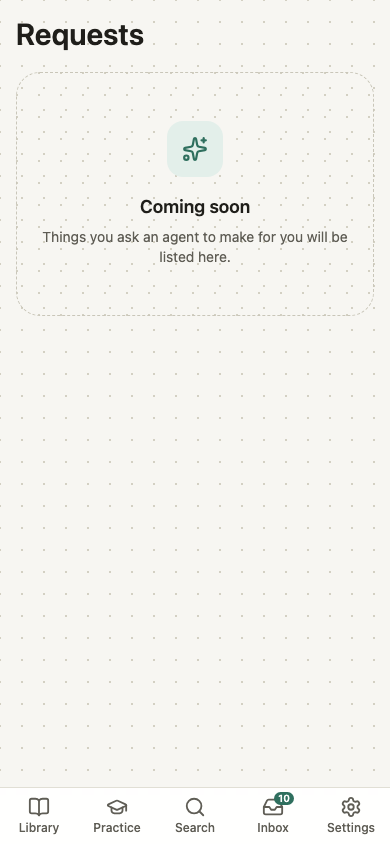 Requests
Coming soon
Things you ask an agent to make for you will be
listed here.
10
Library
Practice
Search
Inbox
Settings